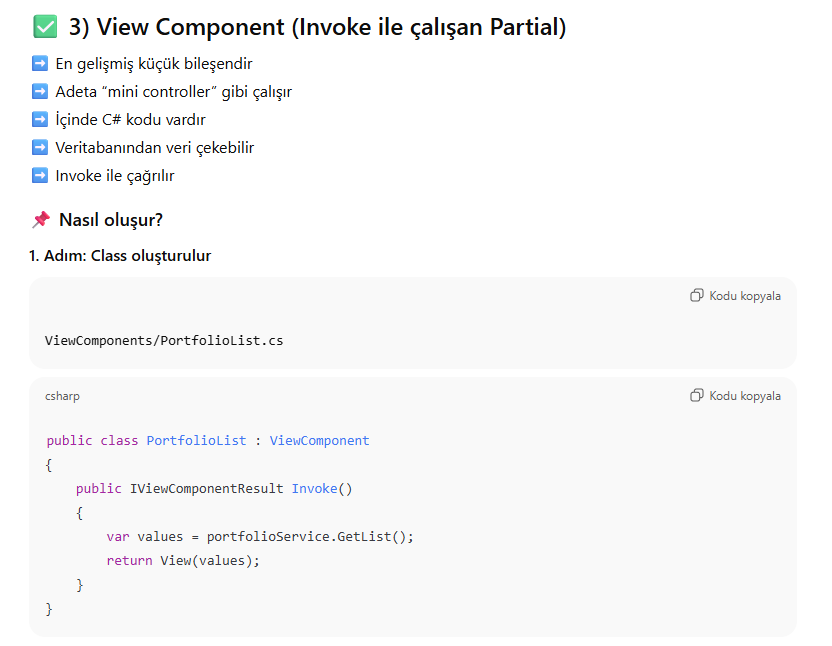 ✅ 3) View Component (Invoke ile çalışan Partial)
➡️ En gelişmiş küçük bileşendir
➡️ Adeta “mini controller” gibi çalışır
➡️ İçinde C# kodu vardır
➡️ Veritabanından veri çekebilir
➡️ Invoke ile çağrılır
📌 Nasıl oluşur?
1. Adım: Class oluşturulur
Kodu kopyala
ViewComponents/PortfolioList.cs
csharp
Kodu kopyala
public class PortfolioList : ViewComponent
{
    public IViewComponentResult Invoke()
    {
        var values = portfolioService.GetList();
        return View(values);
    }
}